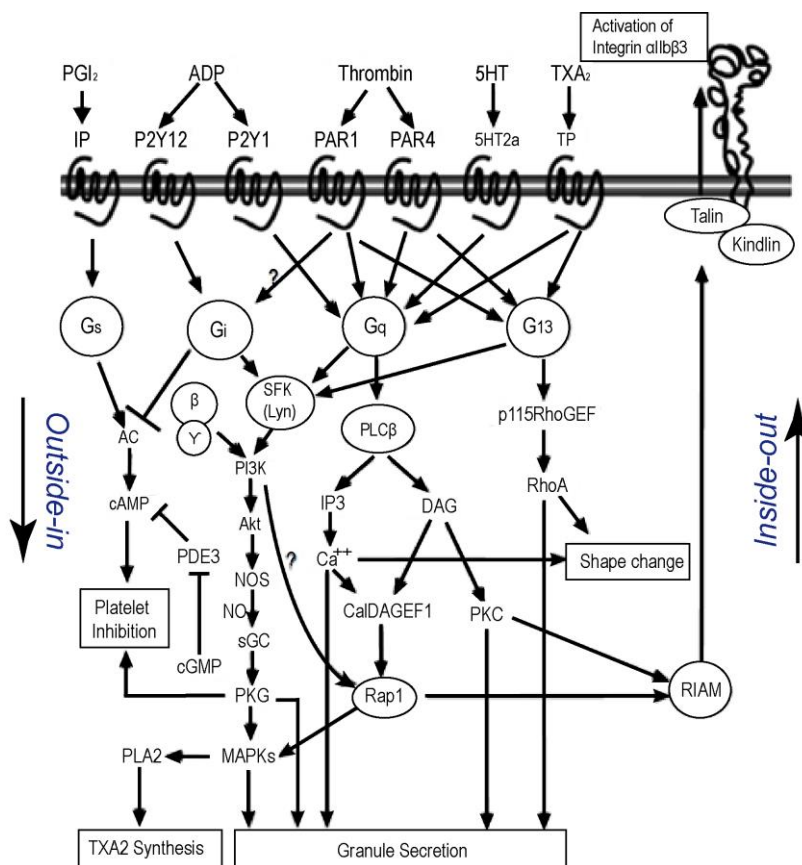 Activation of
Integrin αIIbβ3
PGI₂
ADP
Thrombin
5HT
TXA₂
IP
P2Y12
P2Y1
PAR1
PAR4
5HT2a
TP
Talin
Kindlin
?
Gs
Gi
Gq
G13
SFK
(Lyn)
β
ϒ
AC
PLCβ
p115RhoGEF
PI3K
Outside-in
Inside-out
cAMP
IP3
DAG
RhoA
Akt
PDE3
?
Ca⁺⁺
Shape change
NOS
Platelet
Inhibition
NO
CalDAGEF1
PKC
sGC
cGMP
PKG
Rap1
RIAM
PLA2
MAPKs
TXA2 Synthesis
Granule Secretion